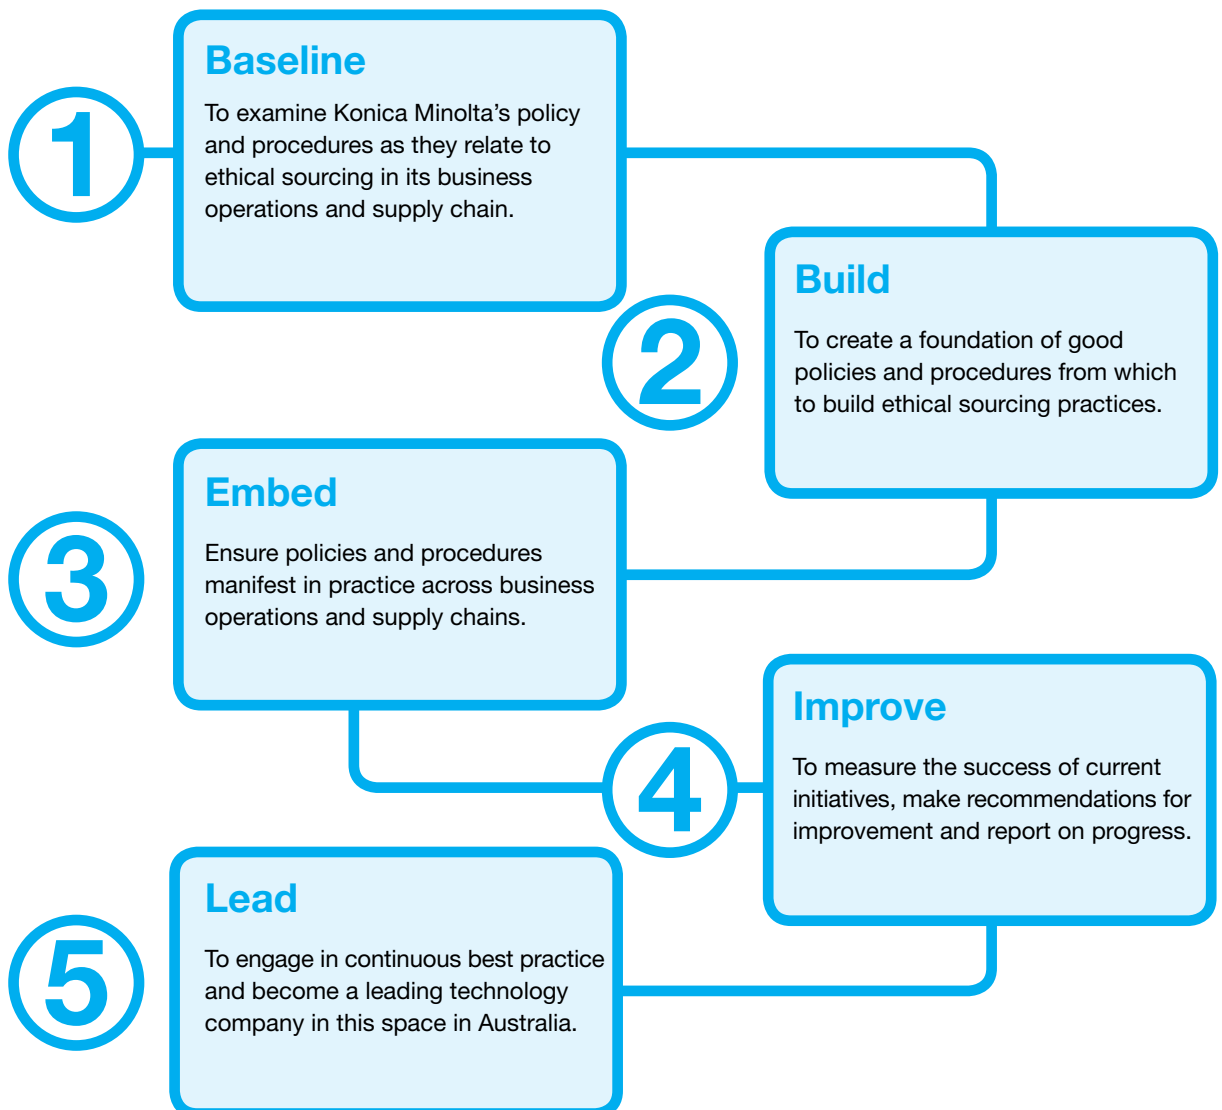 1
Baseline
To examine Konica Minolta’s policy
and procedures as they relate to
ethical sourcing in its business
operations and supply chain.
2
Build
To create a foundation of good
policies and procedures from which
to build ethical sourcing practices.
3
Embed
Ensure policies and procedures
manifest in practice across business
operations and supply chains.
4
Improve
To measure the success of current
initiatives, make recommendations for
improvement and report on progress.
5
Lead
To engage in continuous best practice
and become a leading technology
company in this space in Australia.